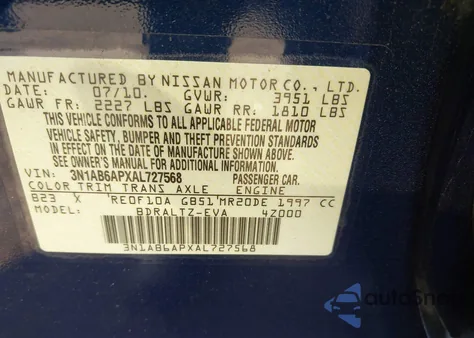 MANUFACTURED BY NISSAN MOTOR CO., LTD.
DATE: 07/10. GVWR: 3951 LBS
GAWR FR: 2227 LBS GAWR RR: 1810 LBS
THIS VEHICLE CONFORMS TO ALL APPLICABLE FEDERAL MOTOR
VEHICLE SAFETY, BUMPER AND THEFT PREVENTION STANDARDS
IN EFFECT ON THE DATE OF MANUFACTURE SHOWN ABOVE.
SEE OWNER'S MANUAL FOR ADDITIONAL INFORMATION.
3N1AB6APXAL727568 PASSENGER CAR
COLOR TRIM TRANS AXLE ENGINE
B23 X RE0F10A GB51 MR20DE 1997 CC
MODEL: BDRALTZ-EVA 4Z000
3N1AB6APXAL727568
autoSnap